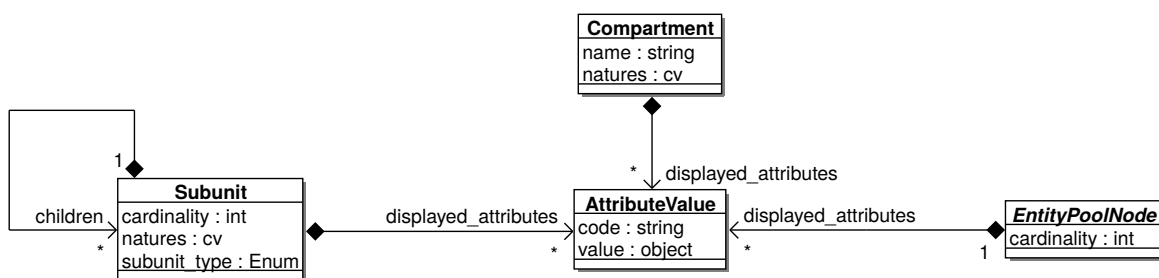 Compartment
name : string
natures : cv
* displayed_attributes
1
Subunit
cardinality : int
natures : cv
subunit_type : Enum
children
*
displayed_attributes
*
AttributeValue
code : string
value : object
displayed_attributes
*
1
EntityPoolNode
cardinality : int